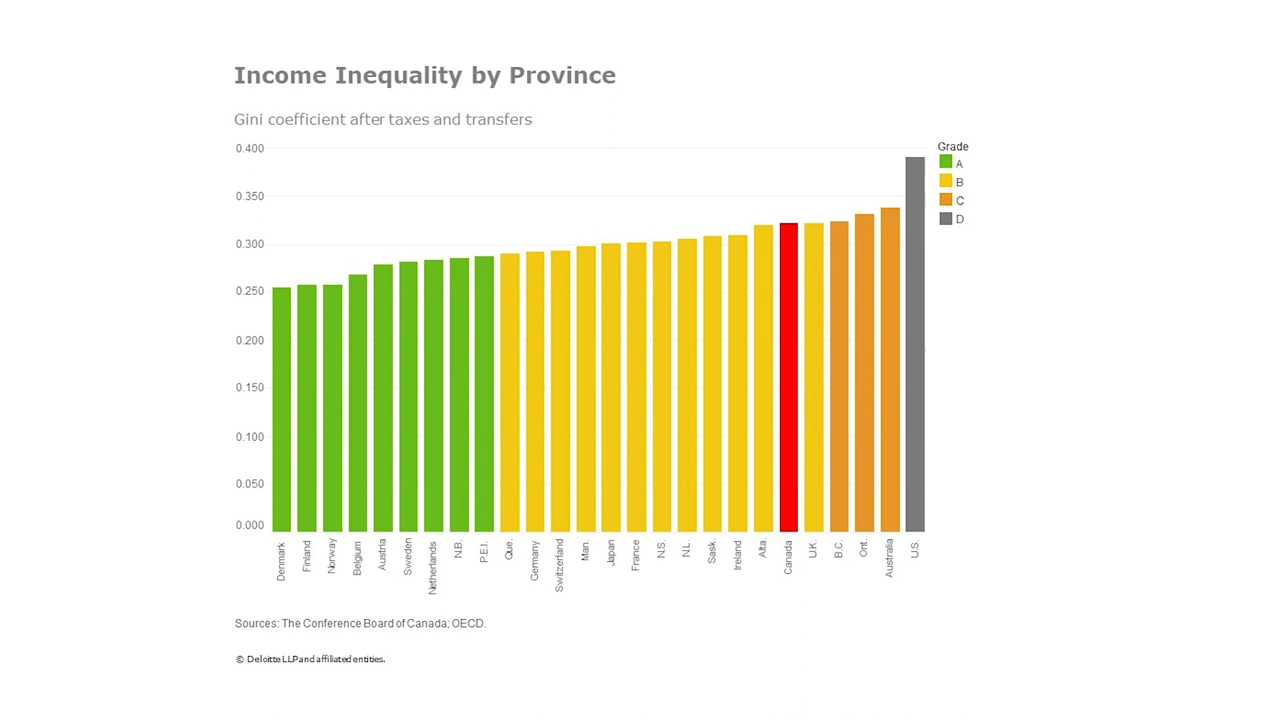 Income Inequality by Province
Gini coefficient after taxes and transfers
0.400
0.350
0.300
0.250
0.200
0.150
0.100
0.050
0.000
Grade
A
B
C
D
Denmark
Finland
Norway
Belgium
Austria
Sweden
Netherlands
N.B.
P.E.I.
Que.
Germany
Switzerland
Man.
Japan
France
N.S.
N.L.
Sask.
Ireland
Alta.
Canada
U.K.
B.C.
Ont.
Australia
U.S.
Sources: The Conference Board of Canada; OECD.
© Deloitte LLP and affiliated entities.